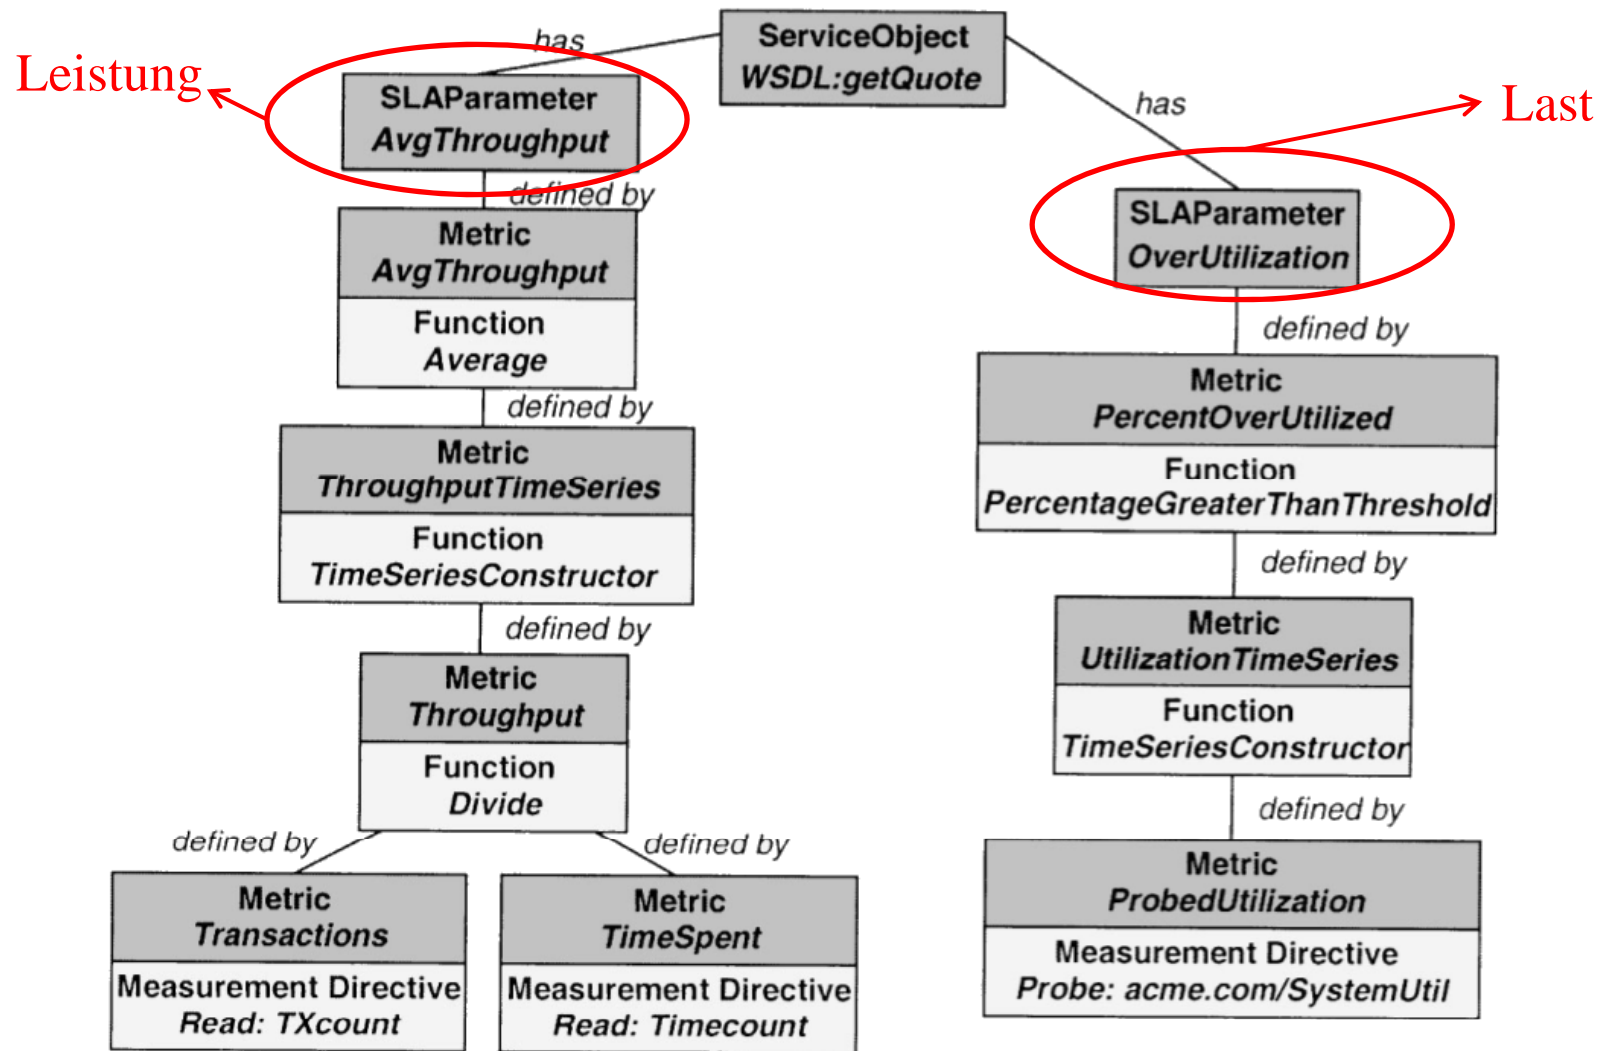 Leistung
has
ServiceObject
WSDL:getQuote
has
Last
SLAParameter
AvgThroughput
defined by
Metric
AvgThroughput
Function
Average
defined by
Metric
ThroughputTimeSeries
Function
TimeSeriesConstructor
defined by
Metric
Throughput
Function
Divide
defined by
defined by
Metric
Transactions
Measurement Directive
Read: TXcount
Metric
TimeSpent
Measurement Directive
Read: Timecount
SLAParameter
OverUtilization
defined by
Metric
PercentOverUtilized
Function
PercentageGreaterThanThreshold
defined by
Metric
UtilizationTimeSeries
Function
TimeSeriesConstructor
defined by
Metric
ProbedUtilization
Measurement Directive
Probe: acme.com/SystemUtil